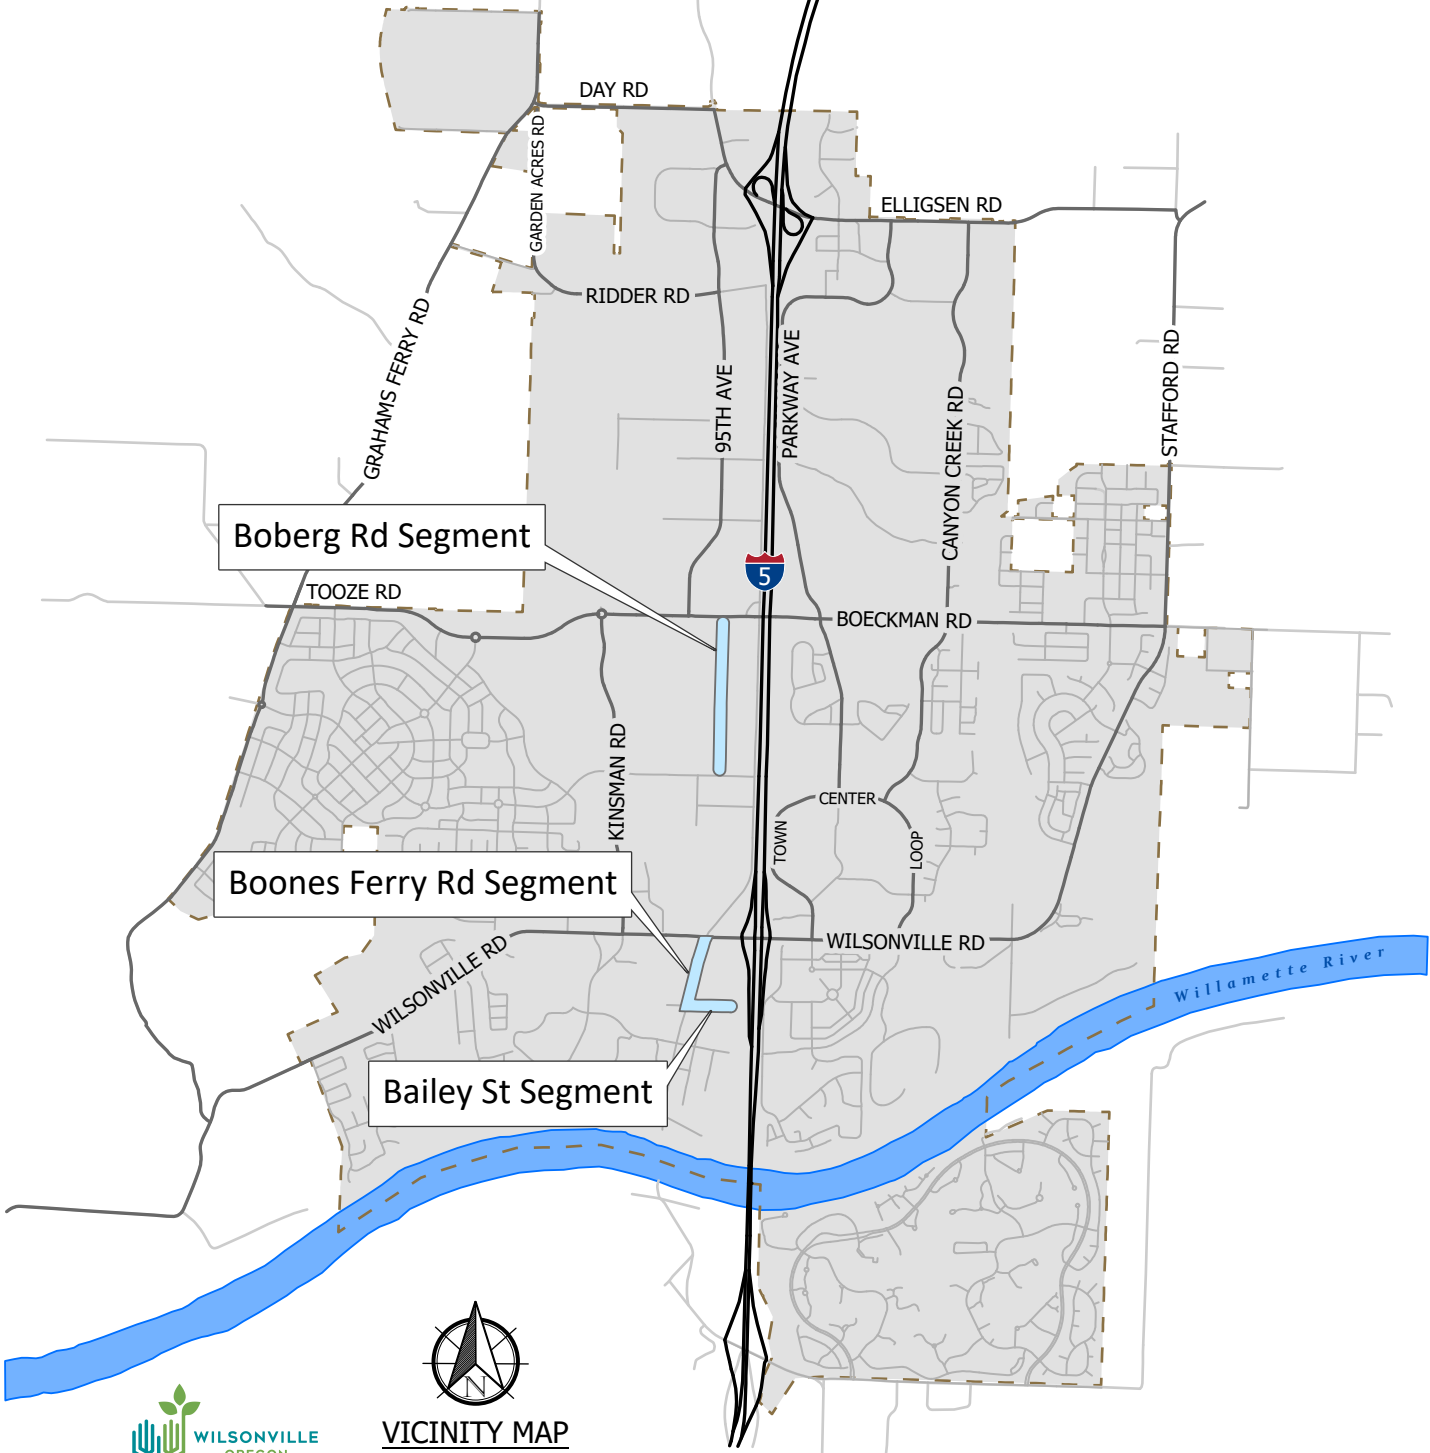 DAY RD
GARDEN ACRES RD
ELLIGSEN RD
RIDDER RD
GRAHAMS FERRY RD
95TH AVE
PARKWAY AVE
CANYON CREEK RD
STAFFORD RD
Boberg Rd Segment
5
TOOZE RD
BOECKMAN RD
KINSMAN RD
CENTER
TOWN
LOOP
Boones Ferry Rd Segment
WILSONVILLE RD
WILSONVILLE RD
Willamette River
Bailey St Segment
N
VICINITY MAP
WILSONVILLE
OREGON